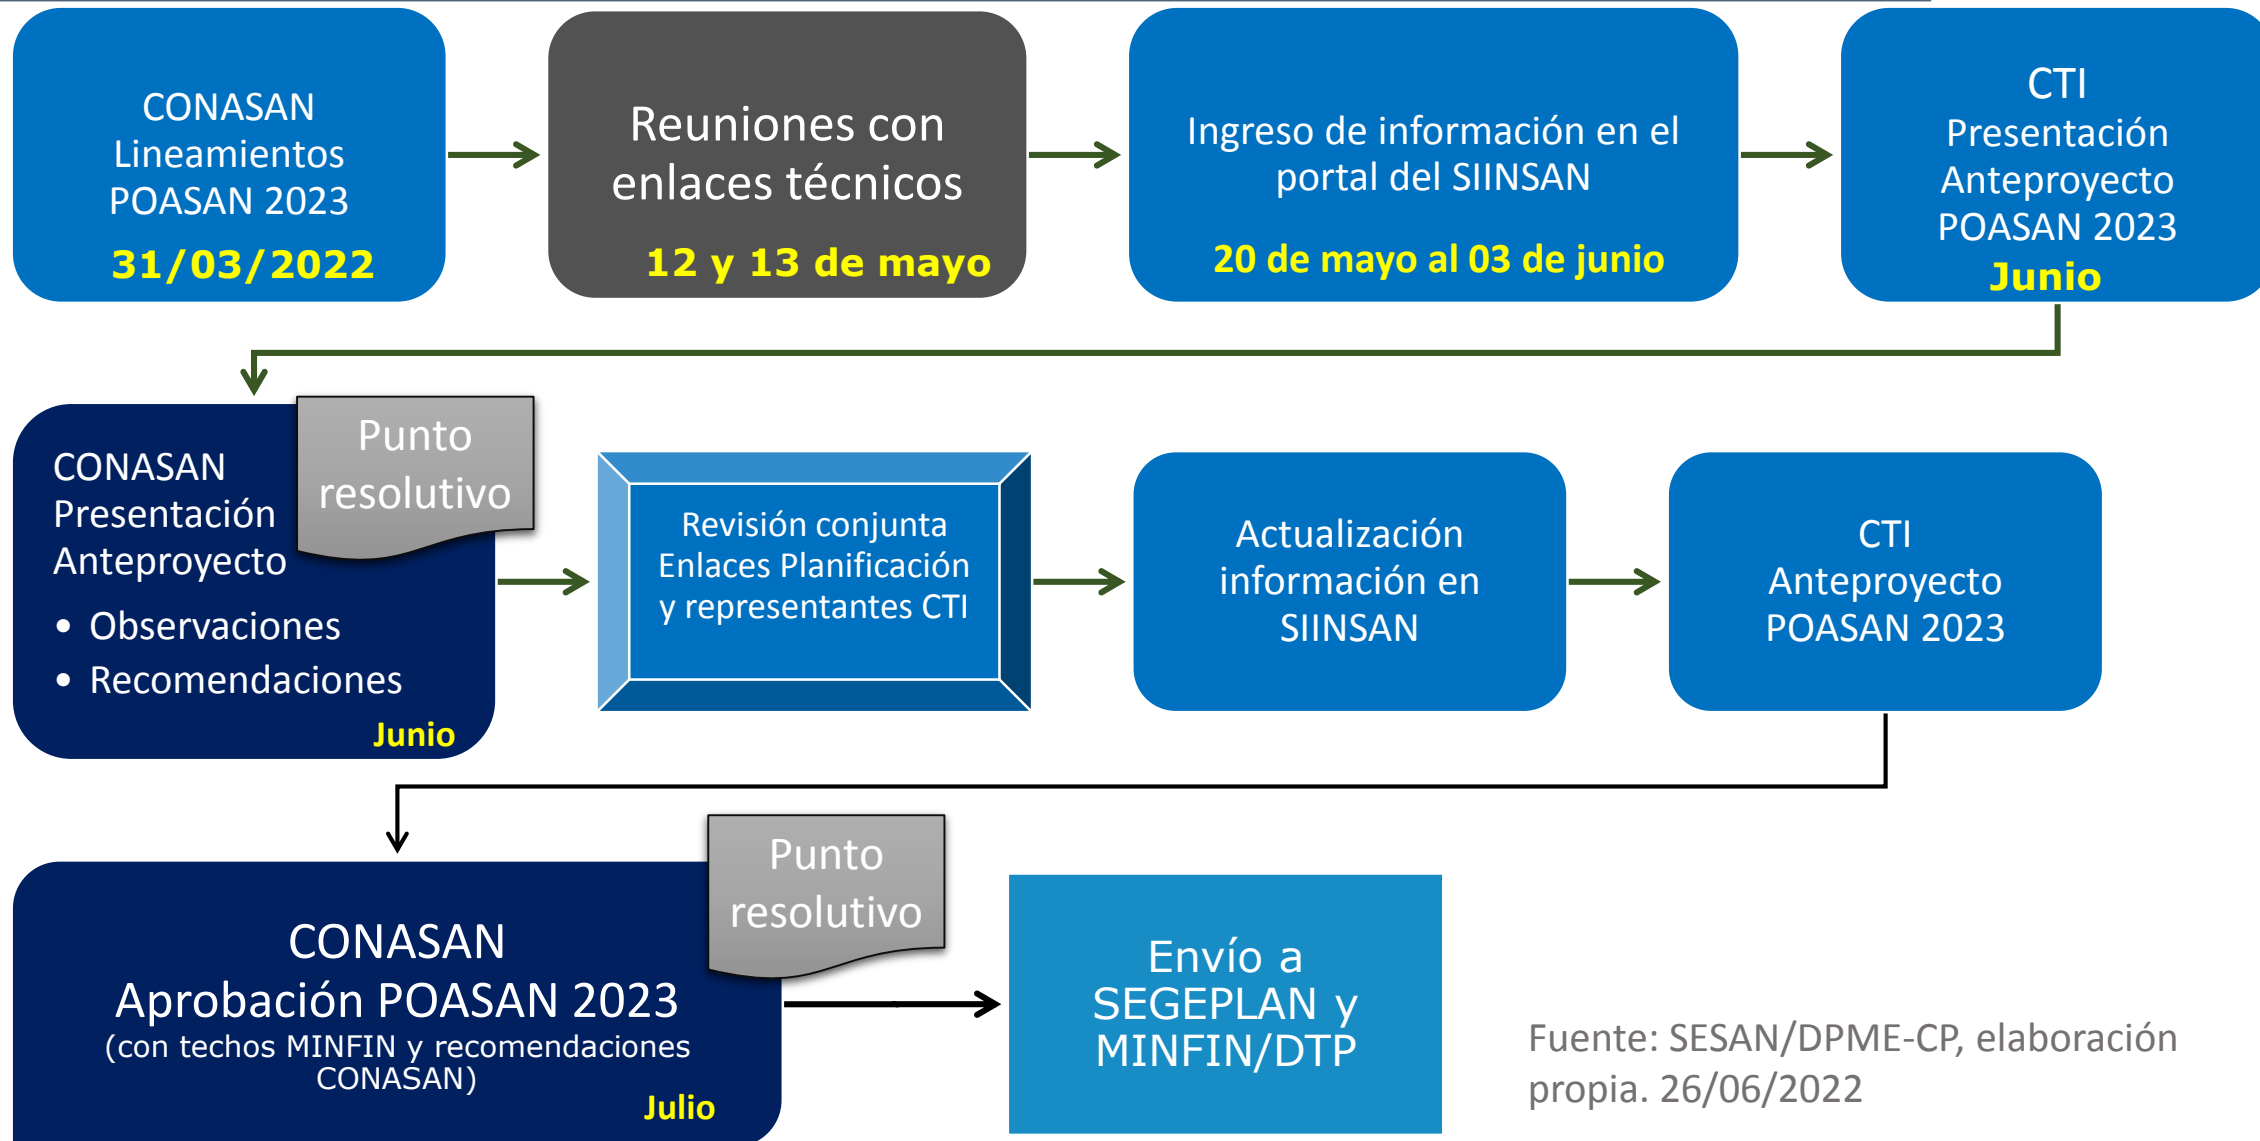 CONASAN
Lineamientos
POASAN 2023
31/03/2022
Reuniones con
enlaces técnicos
12 y 13 de mayo
Ingreso de información en el
portal del SIINSAN
20 de mayo al 03 de junio
CTI
Presentación
Anteproyecto
POASAN 2023
Junio
CONASAN
Presentación
Anteproyecto
• Observaciones
• Recomendaciones
Junio
Punto
resolutivo
Revisión conjunta
Enlaces Planificación
y representantes CTI
Actualización
información en
SIINSAN
CTI
Anteproyecto
POASAN 2023
CONASAN
Aprobación POASAN 2023
(con techos MINFIN y recomendaciones
CONASAN)
Julio
Punto
resolutivo
Envío a
SEGEPLAN y
MINFIN/DTP
Fuente: SESAN/DPME-CP, elaboración
propia. 26/06/2022